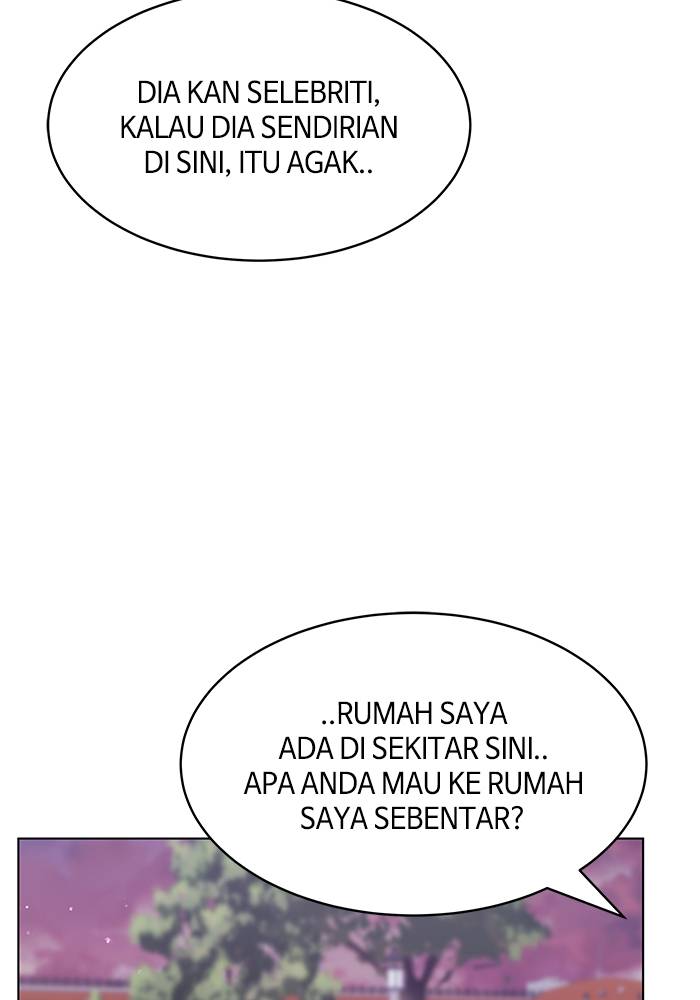 DIA KAN SELEBRITI,
KALAU DIA SENDIRIAN
DI SINI, ITU AGAK..
..RUMAH SAYA
ADA DI SEKITAR SINI..
APA ANDA MAU KE RUMAH
SAYA SEBENTAR?